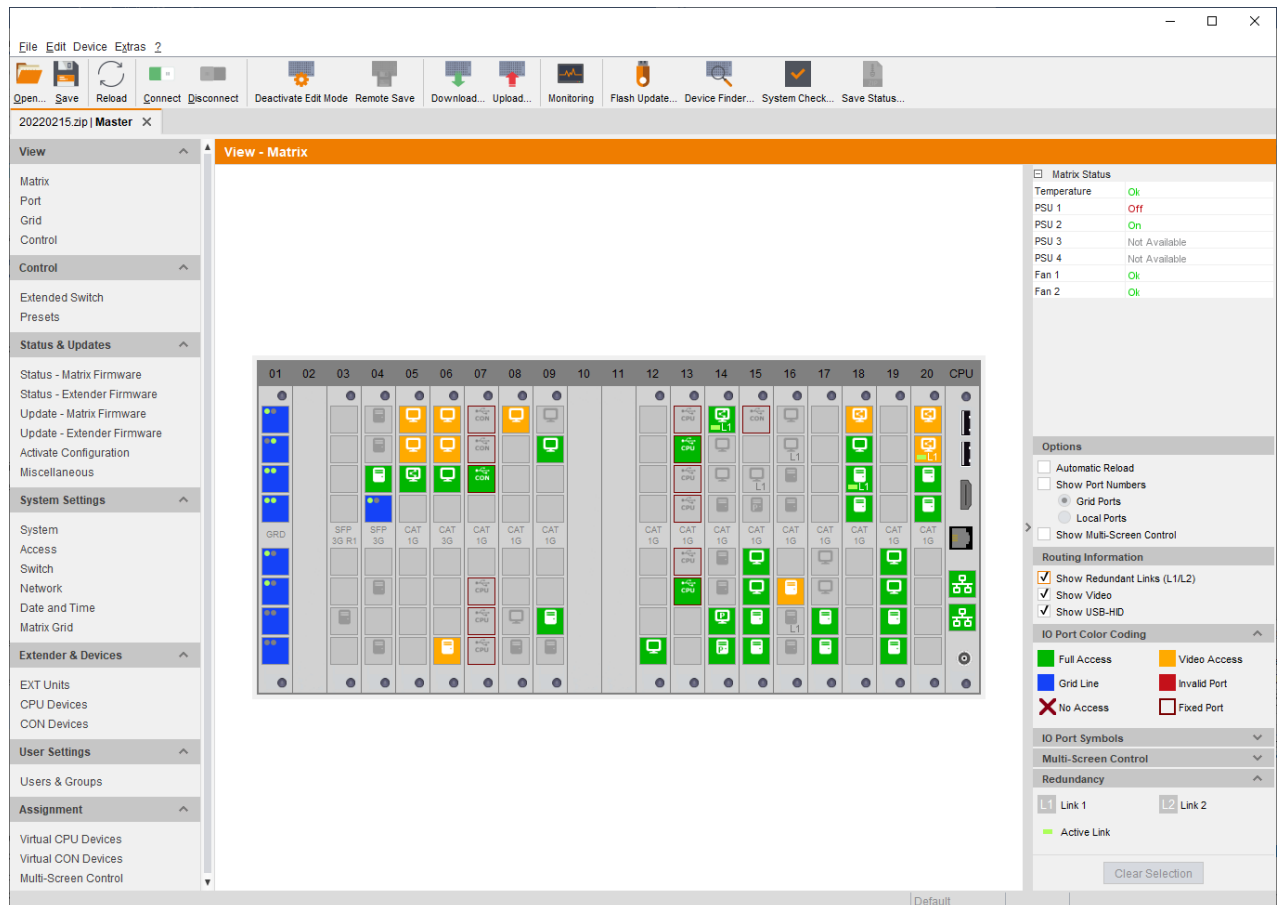 File Edit Device Extras ?
Open... Save Reload Connect Disconnect Deactivate Edit Mode Remote Save Download... Upload... Monitoring Flash Update... Device Finder... System Check... Save Status...
20220215.zip | Master
View
Matrix
Port
Grid
Control
Control
Extended Switch
Presets
Status & Updates
Status - Matrix Firmware
Status - Extender Firmware
Update - Matrix Firmware
Update - Extender Firmware
Activate Configuration
Miscellaneous
System Settings
System
Access
Switch
Network
Date and Time
Matrix Grid
Extender & Devices
EXT Units
CPU Devices
CON Devices
User Settings
Users & Groups
Assignment
Virtual CPU Devices
Virtual CON Devices
Multi-Screen Control
View - Matrix
01 02 03 04 05 06 07 08 09 10 11 12 13 14 15 16 17 18 19 20 CPU
CON CPU L1 CON
CON CPU L1 L1
CON CPU L1 L1
CPU P
GRD SFP 3G R1 SFP 3G CAT 1G CAT 1G CAT 1G CAT 1G CAT 1G CAT 1G CAT 1G CAT 1G CAT 1G CAT 1G CAT 1G CAT 1G CAT 1G CAT 1G
CPU
CPU CPU
CPU P L1
CPU P
Matrix Status
Temperature Ok
PSU 1 Off
PSU 2 On
PSU 3 Not Available
PSU 4 Not Available
Fan 1 Ok
Fan 2 Ok
Options
Automatic Reload
Show Port Numbers
Grid Ports
Local Ports
Show Multi-Screen Control
Routing Information
Show Redundant Links (L1/L2)
Show Video
Show USB-HID
IO Port Color Coding
Full Access Video Access
Grid Line Invalid Port
No Access Fixed Port
IO Port Symbols
Multi-Screen Control
Redundancy
L1 Link 1 L2 Link 2
Active Link
Clear Selection
Default